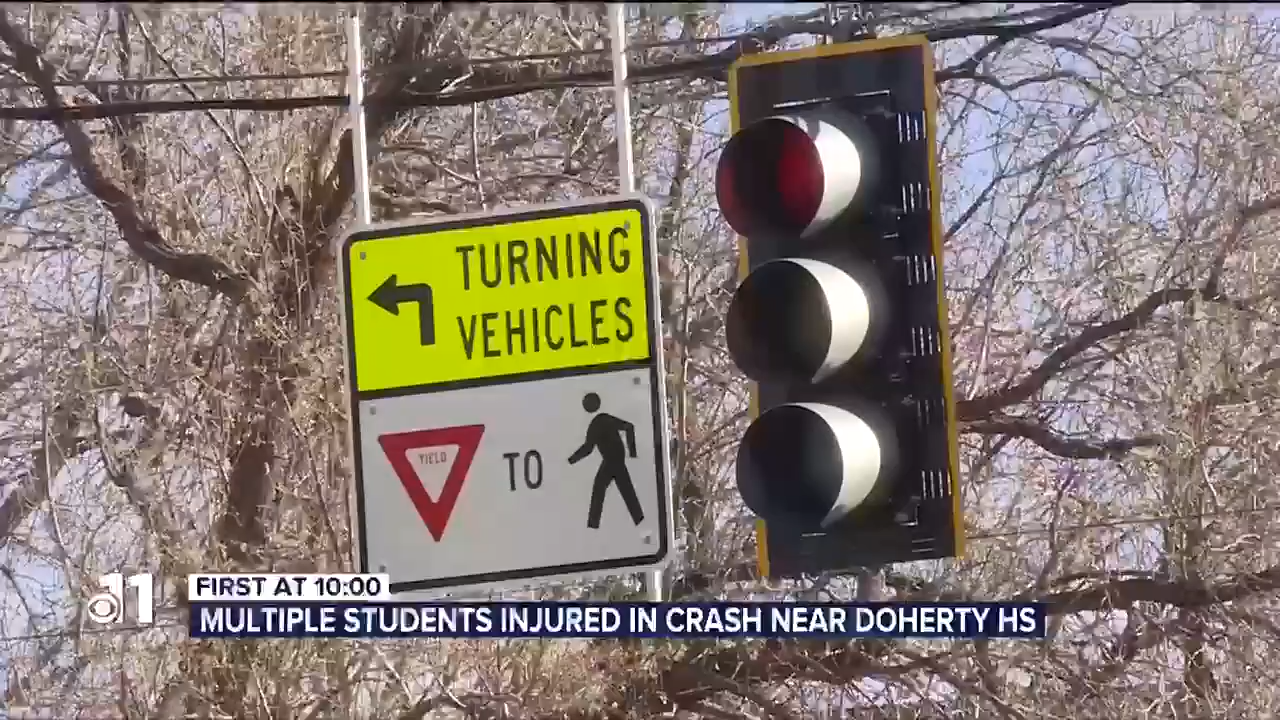 TURNING
VEHICLES
YIELD
TO
11
FIRST AT 10:00
MULTIPLE STUDENTS INJURED IN CRASH NEAR DOHERTY HS